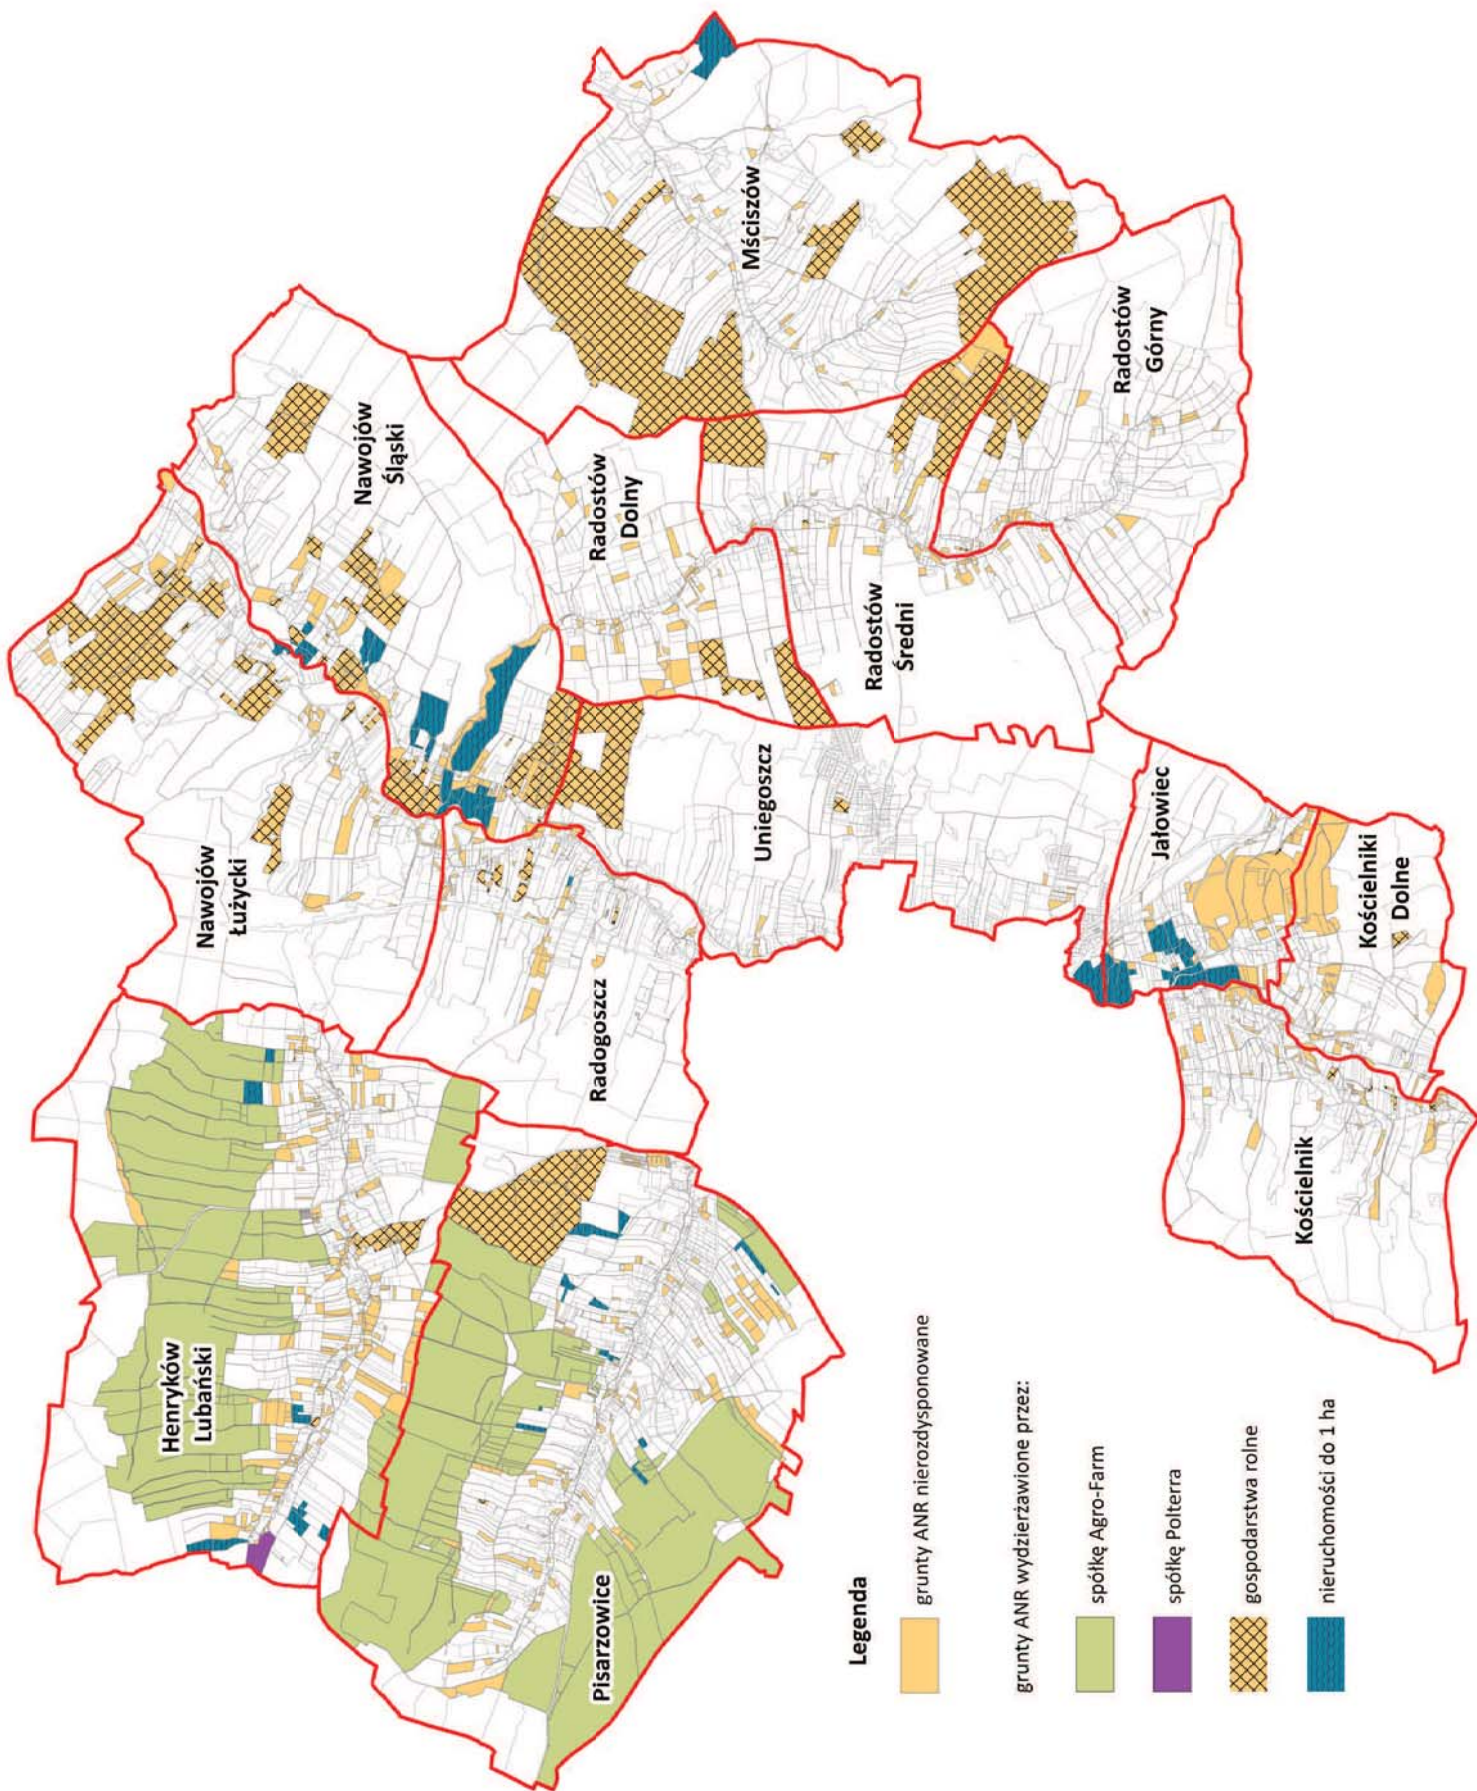 Henryków
Lubański
Nawojów
Łużycki
Nawojów
Śląski
Pisarzowice
Radogoszcz
Radostów
Dolny
Mściszów
Uniegoszcz
Radostów
Średni
Radostów
Górny
Jałowiec
Kościelnik
Kościelniki
Dolne
Legenda
grunty ANR nierozdysponowane
grunty ANR wydzierżawione przez:
spółkę Agro-Farm
spółkę Polterra
gospodarstwa rolne
nieruchomości do 1 ha